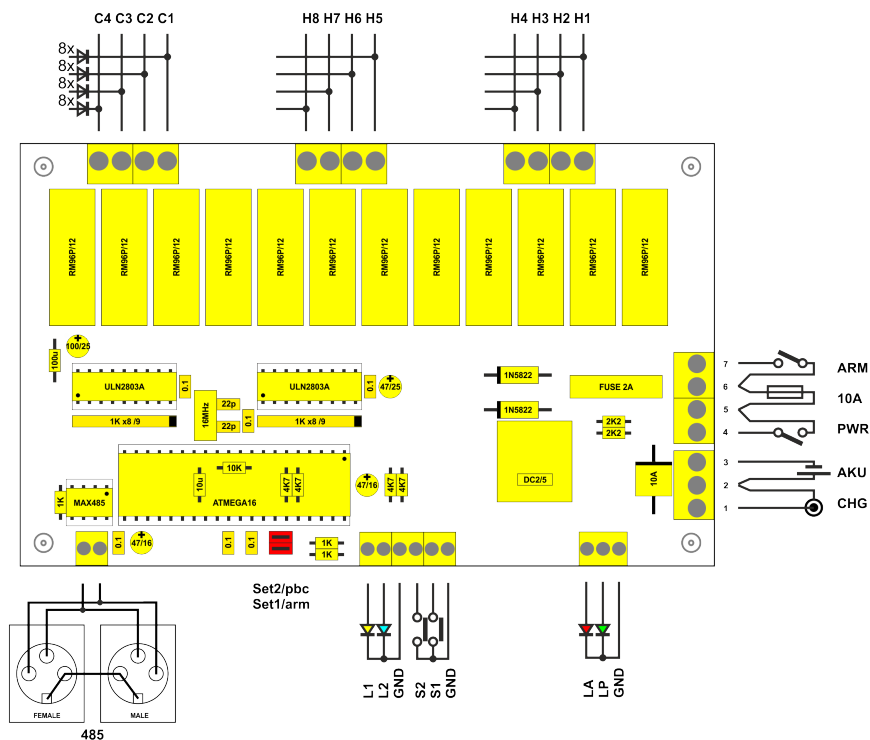 C4 C3 C2 C1
H8 H7 H6 H5
H4 H3 H2 H1
8x
8x
8x
8x
RM96P/12
RM96P/12
RM96P/12
RM96P/12
RM96P/12
RM96P/12
RM96P/12
RM96P/12
RM96P/12
RM96P/12
RM96P/12
RM96P/12
100u
+
100/25
ULN2803A
0.1
ULN2803A
0.1
+
47/25
1N5822
FUSE 2A
1N5822
2K2
2K2
1K x8 /9
16MHz
22p
22p
0.1
1K x8 /9
7
6
5
4
ARM
10A
PWR
1K
MAX485
10u
10K
4K7
4K7
ATMEGA16
+
47/16
4K7
4K7
DC2/5
10A
3
2
1
AKU
CHG
0.1
+
47/16
0.1
0.1
1K
1K
Set2/pbc
Set1/arm
L1
L2
GND
S2
S1
GND
LA
LP
GND
FEMALE
MALE
485